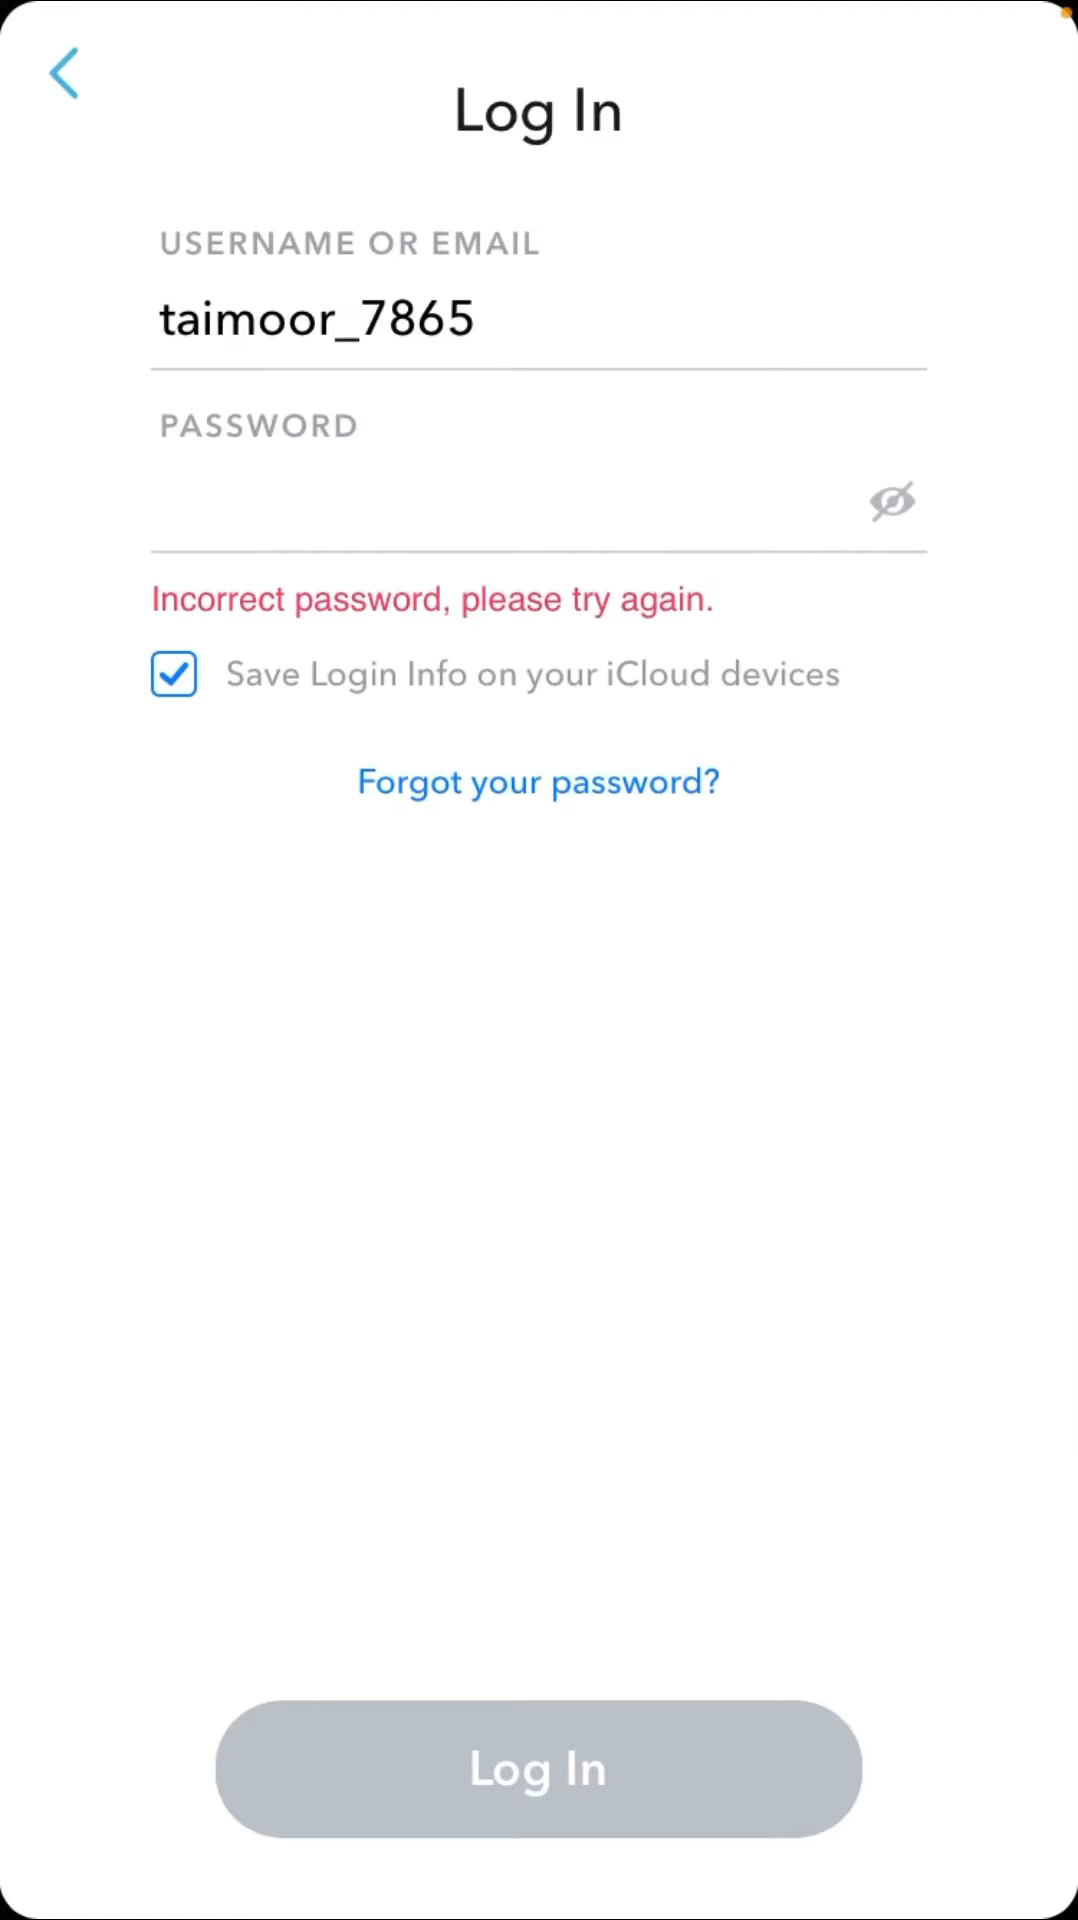 Log In
USERNAME OR EMAIL
taimoor_7865
PASSWORD
Incorrect password, please try again.
Save Login Info on your iCloud devices
Forgot your password?
Log In